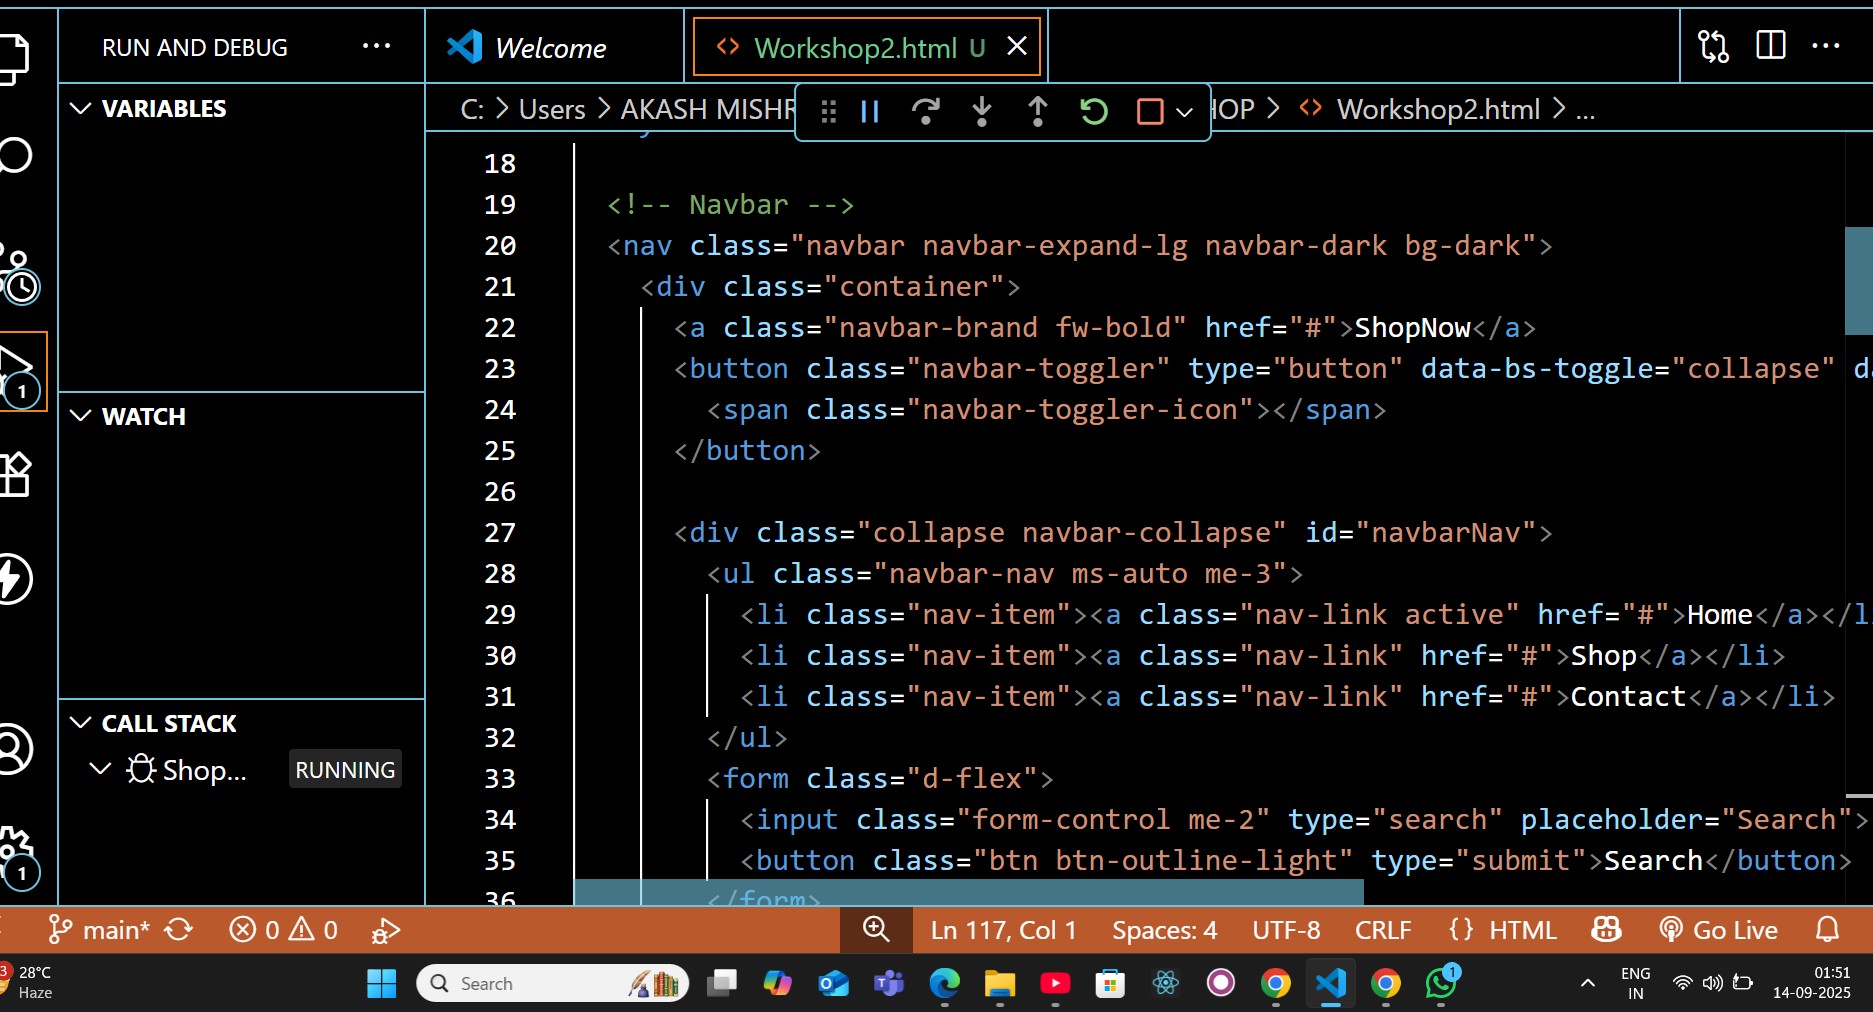 RUN AND DEBUG
Welcome
Workshop2.html U
VARIABLES
C: > Users > AKASH MISHR
HOP > Workshop2.html > ...
18
19 <!-- Navbar -->
20 <nav class="navbar navbar-expand-lg navbar-dark bg-dark">
21 <div class="container">
22 <a class="navbar-brand fw-bold" href="#">ShopNow</a>
23 <button class="navbar-toggler" type="button" data-bs-toggle="collapse" da
24 <span class="navbar-toggler-icon"></span>
25 </button>
26
27 <div class="collapse navbar-collapse" id="navbarNav">
28 <ul class="navbar-nav ms-auto me-3">
29 <li class="nav-item"><a class="nav-link active" href="#">Home</a></l
30 <li class="nav-item"><a class="nav-link" href="#">Shop</a></li>
31 <li class="nav-item"><a class="nav-link" href="#">Contact</a></li>
32 </ul>
33 <form class="d-flex">
34 <input class="form-control me-2" type="search" placeholder="Search">
35 <button class="btn btn-outline-light" type="submit">Search</button>
36 </form>
1
WATCH
CALL STACK
Shop...
RUNNING
1
main* 0 0
Ln 117, Col 1 Spaces: 4 UTF-8 CRLF {} HTML Go Live
3
28°C
Haze
Search
1
ENG
IN
01:51
14-09-2025